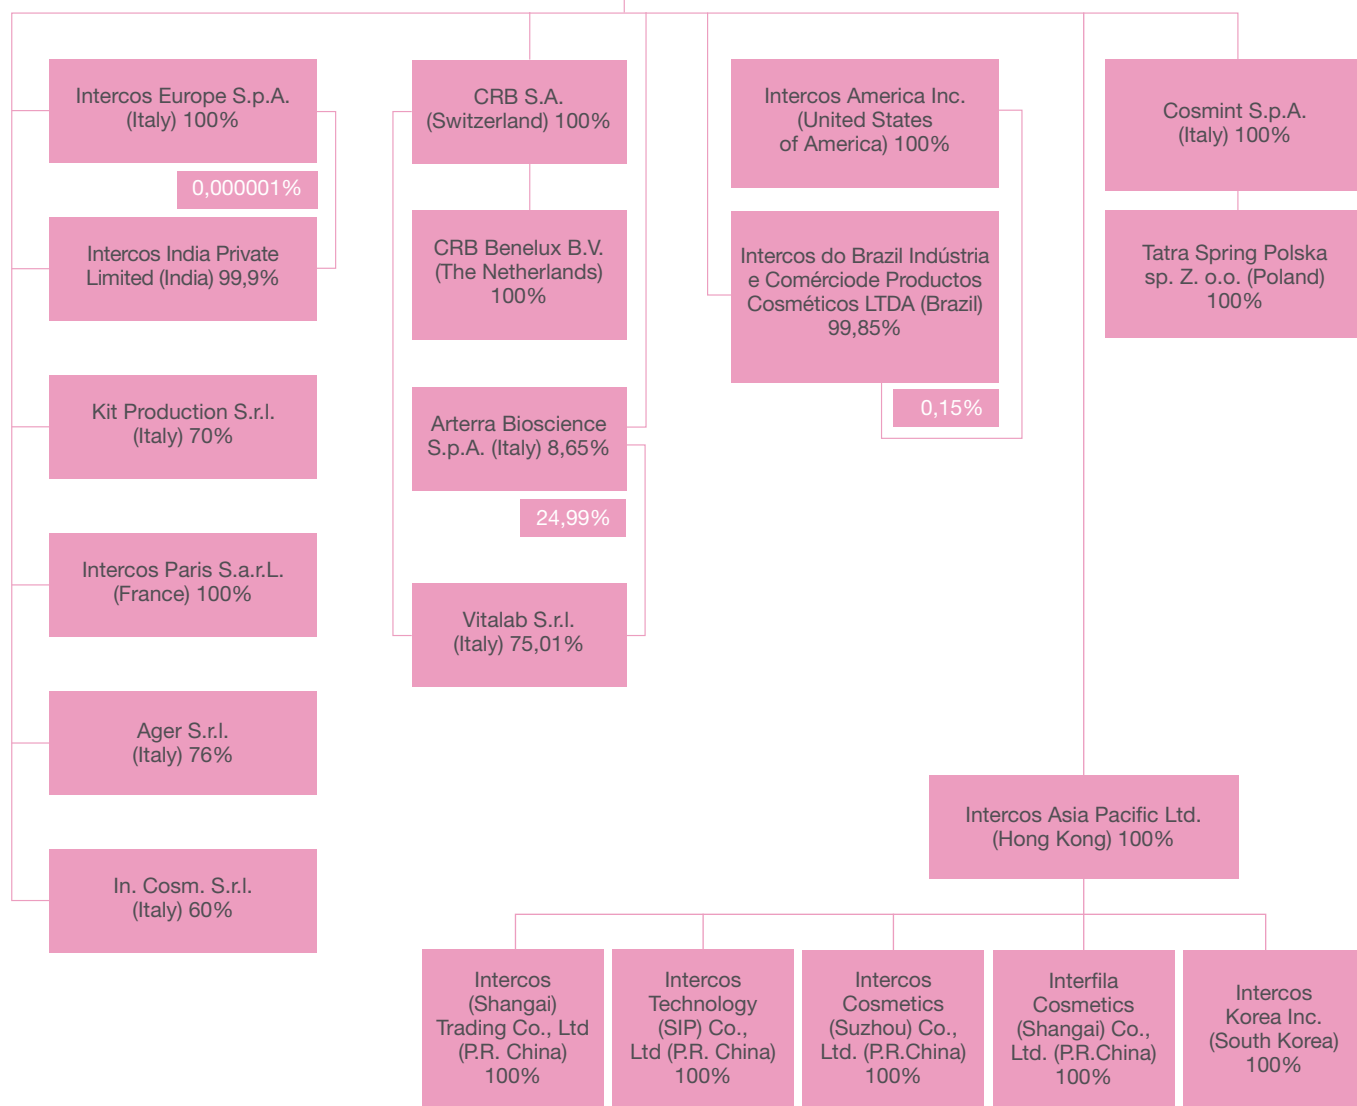 Intercos Europe S.p.A.
(Italy) 100%
0,000001%
Intercos India Private
Limited (India) 99,9%
Kit Production S.r.l.
(Italy) 70%
Intercos Paris S.a.r.L.
(France) 100%
Ager S.r.l.
(Italy) 76%
In. Cosm. S.r.l.
(Italy) 60%
CRB S.A.
(Switzerland) 100%
CRB Benelux B.V.
(The Netherlands)
100%
Arterra Bioscience
S.p.A. (Italy) 8,65%
24,99%
Vitalab S.r.l.
(Italy) 75,01%
Intercos America Inc.
(United States
of America) 100%
Intercos do Brazil Indústria
e Comérciode Productos
Cosméticos LTDA (Brazil)
99,85%
0,15%
Cosmint S.p.A.
(Italy) 100%
Tatra Spring Polska
sp. Z. o.o. (Poland)
100%
Intercos Asia Pacific Ltd.
(Hong Kong) 100%
Intercos
(Shangai)
Trading Co., Ltd
(P.R. China)
100%
Intercos
Technology
(SIP) Co.,
Ltd (P.R. China)
100%
Intercos
Cosmetics
(Suzhou) Co.,
Ltd. (P.R.China)
100%
Interfila
Cosmetics
(Shangai) Co.,
Ltd. (P.R.China)
100%
Intercos
Korea Inc.
(South Korea)
100%